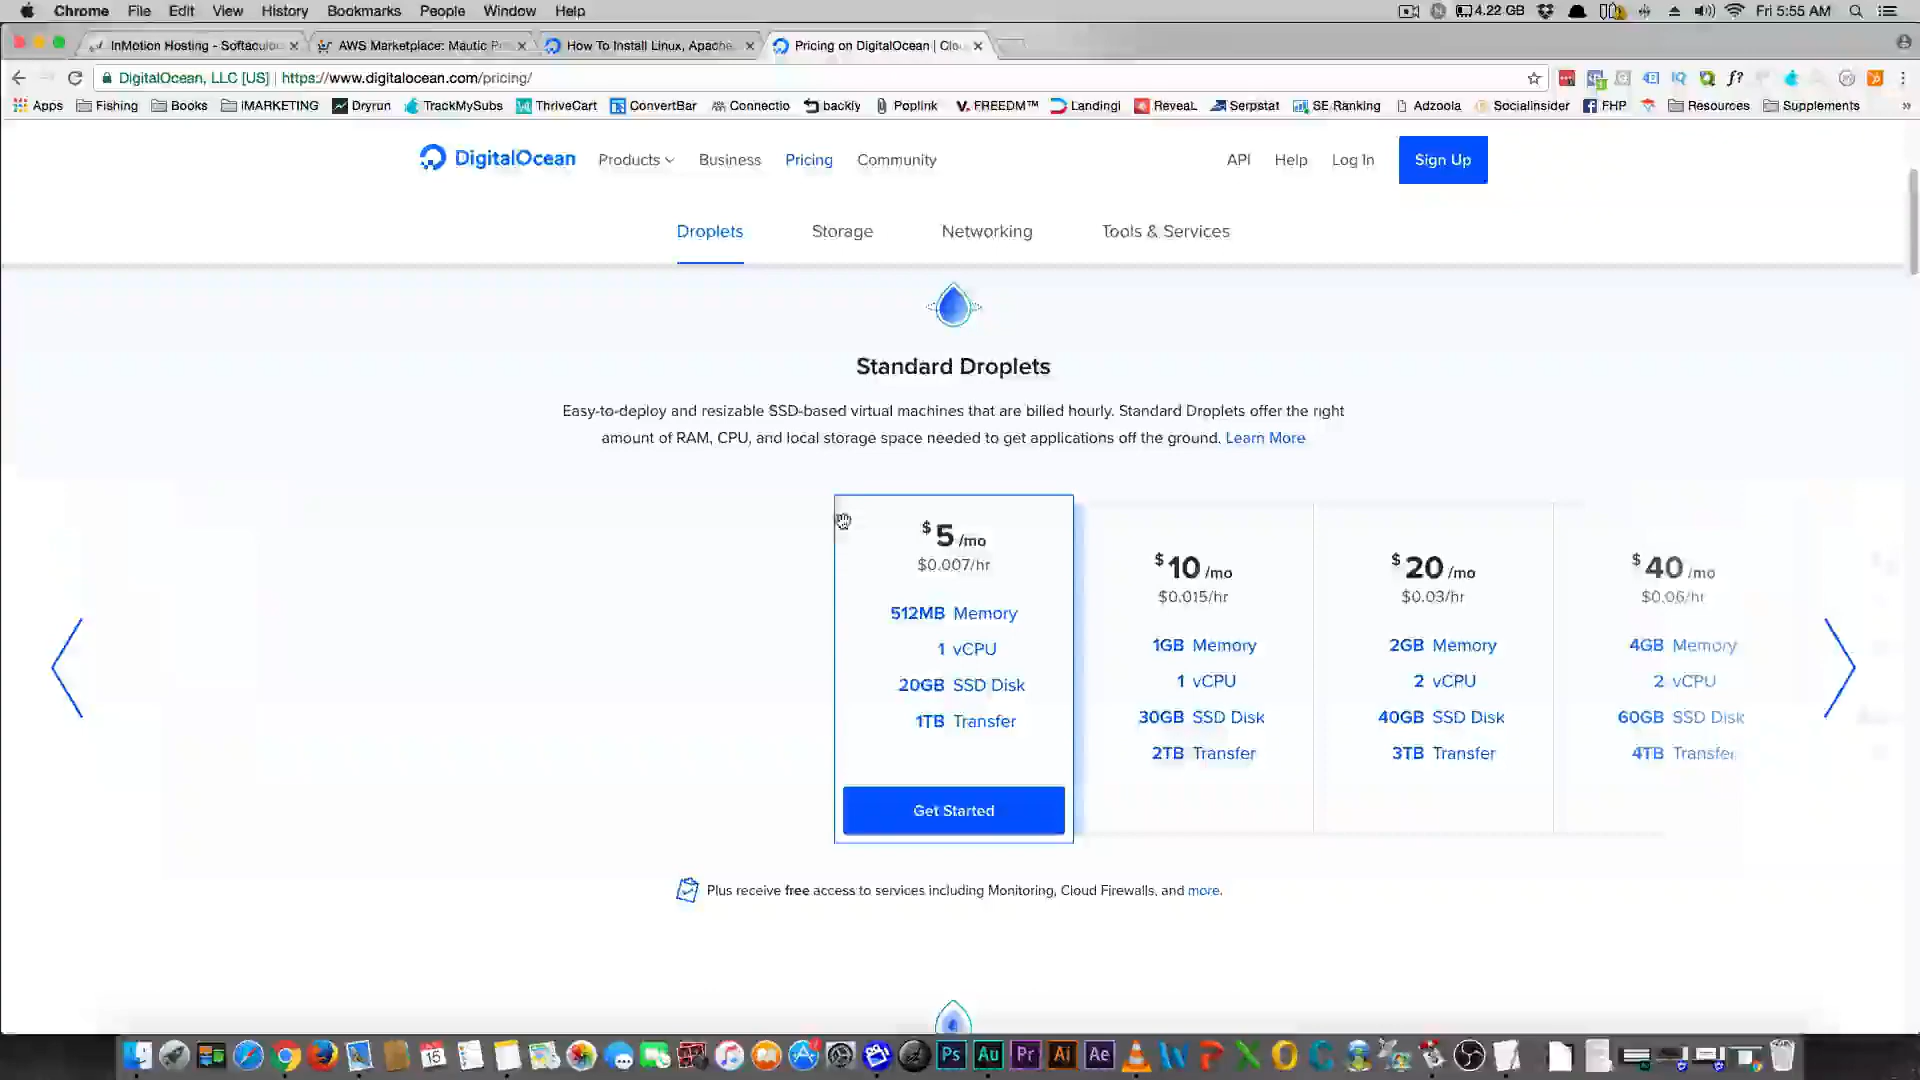 Chrome File Edit View History Bookmarks People Window Help 4.22 GB Fri 5:55 AM
InMotion Hosting - Softaculou AWS Marketplace: Mautic P How To Install Linux, Apache Pricing on DigitalOcean | Clou
DigitalOcean, LLC [US] https://www.digitalocean.com/pricing/ f?
Apps Fishing Books iMARKETING Dryrun TrackMySubs ThriveCart ConvertBar Connectio backly Poplink V.FREEDM™ Landingi Reveal Serpstat SE Ranking Adzoola Socialinsider FHP Resources Supplements »
DigitalOcean Products Business Pricing Community API Help Log In Sign Up
Droplets Storage Networking Tools & Services
Standard Droplets
Easy-to-deploy and resizable SSD-based virtual machines that are billed hourly. Standard Droplets offer the right
amount of RAM, CPU, and local storage space needed to get applications off the ground. Learn More
$5 /mo
$0.007/hr
512MB Memory
1 vCPU
20GB SSD Disk
1TB Transfer
Get Started
$10 /mo
$0.015/hr
1GB Memory
1 vCPU
30GB SSD Disk
2TB Transfer
$20 /mo
$0.03/hr
2GB Memory
2 vCPU
40GB SSD Disk
3TB Transfer
$40 /mo
$0.06/hr
4GB Memory
2 vCPU
60GB SSD Disk
4TB Transfer
Plus receive free access to services including Monitoring, Cloud Firewalls, and more.
15 Ps Au Pr Ai Ae